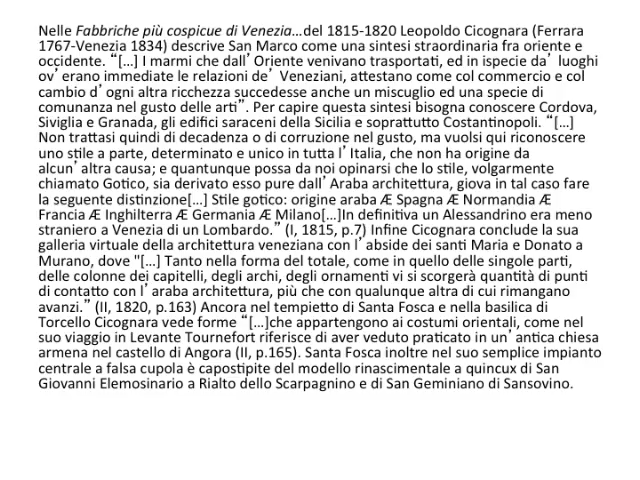 Nelle Fabbriche più cospicue di Venezia…del 1815-1820 Leopoldo Cicognara (Ferrara
1767-Venezia 1834) descrive San Marco come una sintesi straordinaria fra oriente e
occidente. “[…] I marmi che dall’Oriente venivano trasportati, ed in ispecie da’ luoghi
ov’erano immediate le relazioni de’ Veneziani, attestano come col commercio e col
cambio d’ogni altra ricchezza succedesse anche un miscuglio ed una specie di
comunanza nel gusto delle arti”. Per capire questa sintesi bisogna conoscere Cordova,
Siviglia e Granada, gli edifici saraceni della Sicilia e soprattutto Costantinopoli. “[…]
Non trattasi quindi di decadenza o di corruzione nel gusto, ma vuolsi qui riconoscere
uno stile a parte, determinato e unico in tutta l’Italia, che non ha origine da
alcun’altra causa; e quantunque possa da noi opinarsi che lo stile, volgarmente
chiamato Gotico, sia derivato esso pure dall’Araba architettura, giova in tal caso fare
la seguente distinzione[…] Stile gotico: origine araba Æ Spagna Æ Normandia Æ
Francia Æ Inghilterra Æ Germania Æ Milano[…]In definitiva un Alessandrino era meno
straniero a Venezia di un Lombardo.” (I, 1815, p.7) Infine Cicognara conclude la sua
galleria virtuale della architettura veneziana con l’abside dei santi Maria e Donato a
Murano, dove "[…] Tanto nella forma del totale, come in quello delle singole parti,
delle colonne dei capitelli, degli archi, degli ornamenti vi si scorgerà quantità di punti
di contatto con l’araba architettura, più che con qualunque altra di cui rimangano
avanzi.” (II, 1820, p.163) Ancora nel tempietto di Santa Fosca e nella basilica di
Torcello Cicognara vede forme “[…]che appartengono ai costumi orientali, come nel
suo viaggio in Levante Tournefort riferisce di aver veduto praticato in un’antica chiesa
armena nel castello di Angora (II, p.165). Santa Fosca inoltre nel suo semplice impianto
centrale a falsa cupola è capostipite del modello rinascimentale a quincux di San
Giovanni Elemosinario a Rialto dello Scarpagnino e di San Geminiano di Sansovino.